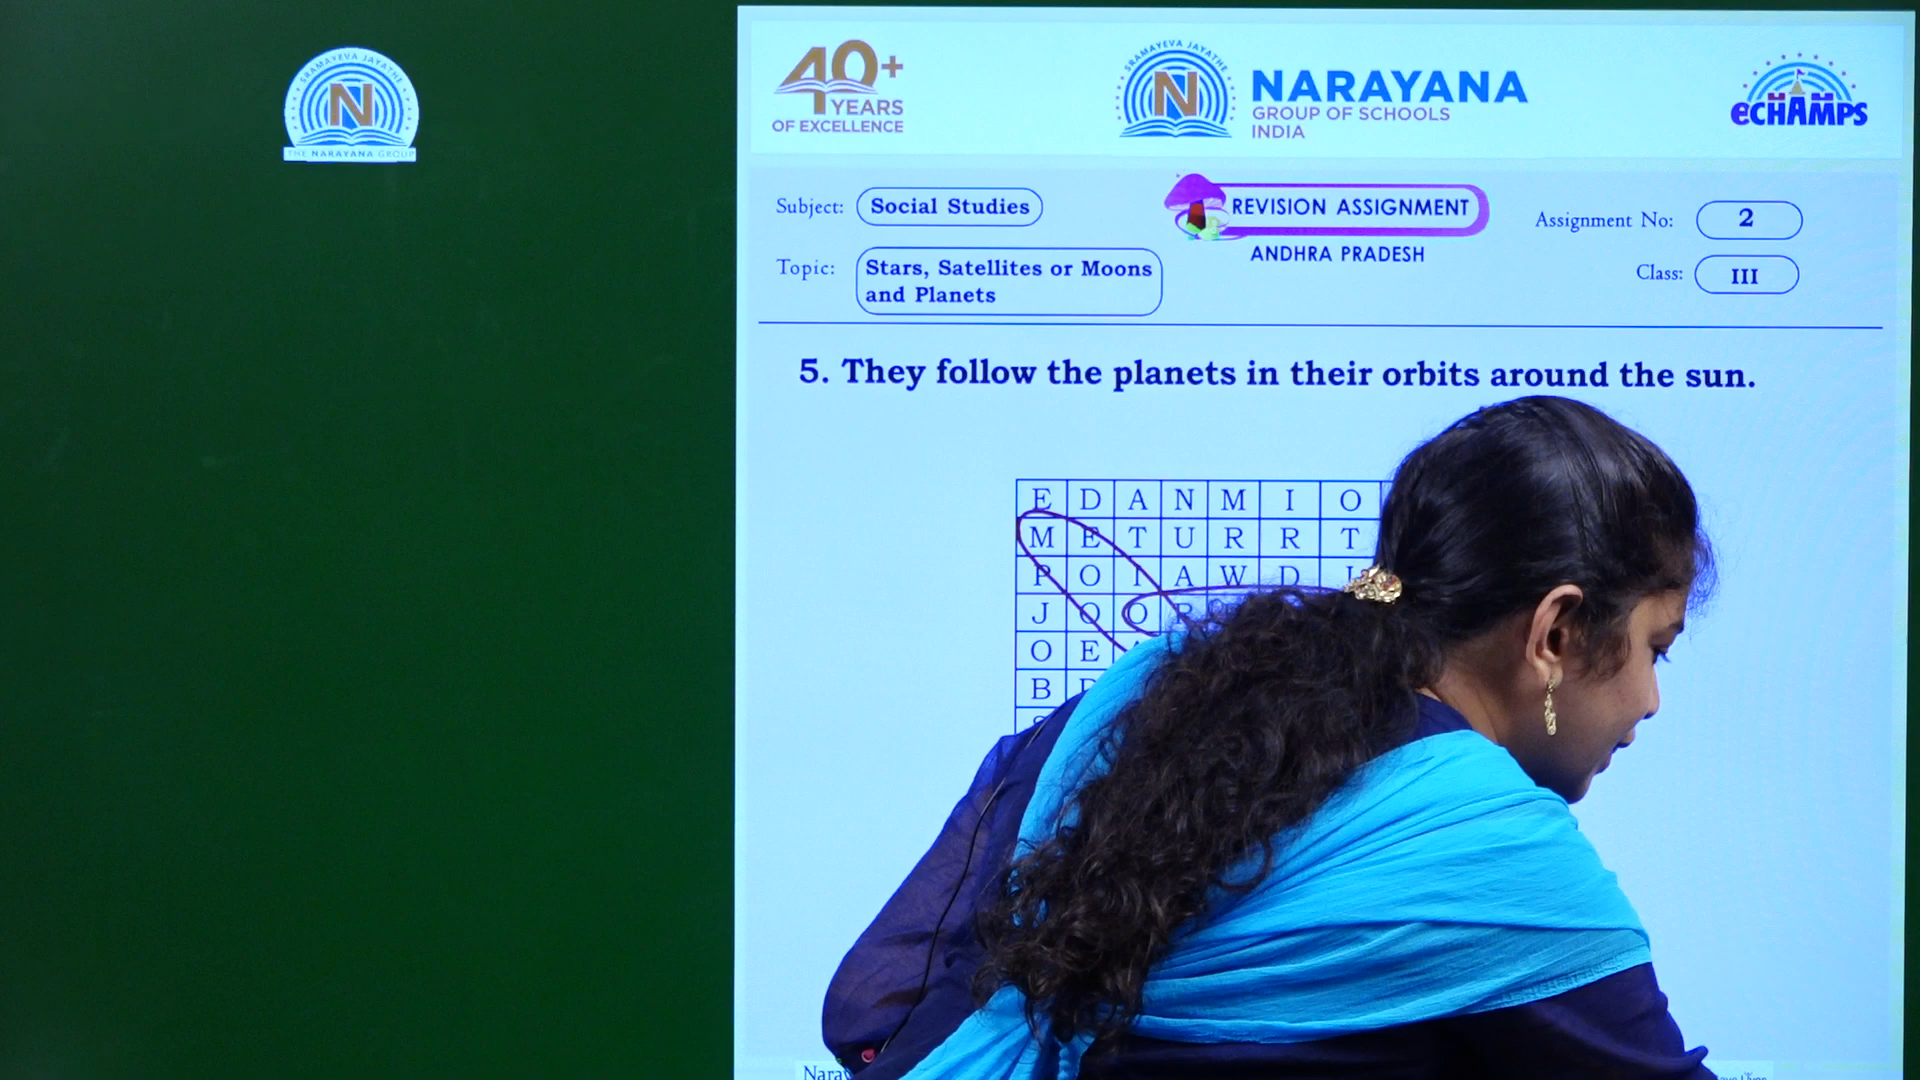 SRAMAYEVA JAYATHE
N
THE NARAYANA GROUP
40+
YEARS
OF EXCELLENCE
SRAMAYEVA JAYATHE
N
NARAYANA
GROUP OF SCHOOLS
INDIA
eCHAMPS
Subject: Social Studies
REVISION ASSIGNMENT
ANDHRA PRADESH
Assignment No: 2
Topic: Stars, Satellites or Moons
and Planets
Class: III
5. They follow the planets in their orbits around the sun.
E D A N M I O
M E T U R R T
P O I A W D
J O O R
O E
B